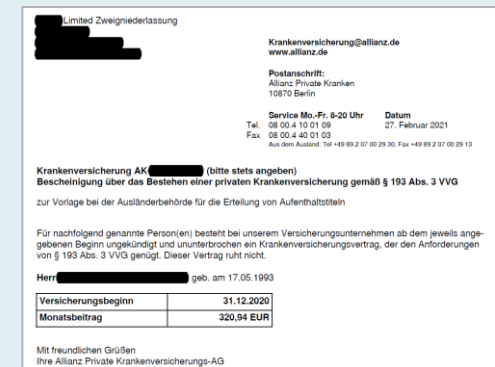 Limited Zweigniederlassung
Krankenversicherung@allianz.de
www.allianz.de
Postanschrift:
Allianz Private Kranken
10870 Berlin
Service Mo.-Fr. 8-20 Uhr Datum
Tel. 08 00.4 10 01 09 27. Februar 2021
Fax 08 00.4 40 01 03
Aus dem Ausland: Tel +49 89.2 07 00 29 30, Fax +49 89.2 07 00 29 13
Krankenversicherung AK- (bitte stets angeben)
Bescheinigung über das Bestehen einer privaten Krankenversicherung gemäß § 193 Abs. 3 VVG
zur Vorlage bei der Ausländerbehörde für die Erteilung von Aufenthaltstiteln
Für nachfolgend genannte Person(en) besteht bei unserem Versicherungsunternehmen ab dem jeweils ange-
gebenen Beginn ungekündigt und ununterbrochen ein Krankenversicherungsvertrag, der den Anforderungen
von § 193 Abs. 3 VVG genügt. Dieser Vertrag ruht nicht.
Herr geb. am 17.05.1993
Versicherungsbeginn 31.12.2020
Monatsbeitrag 320,94 EUR
Mit freundlichen Grüßen
Ihre Allianz Private Krankenversicherungs-AG